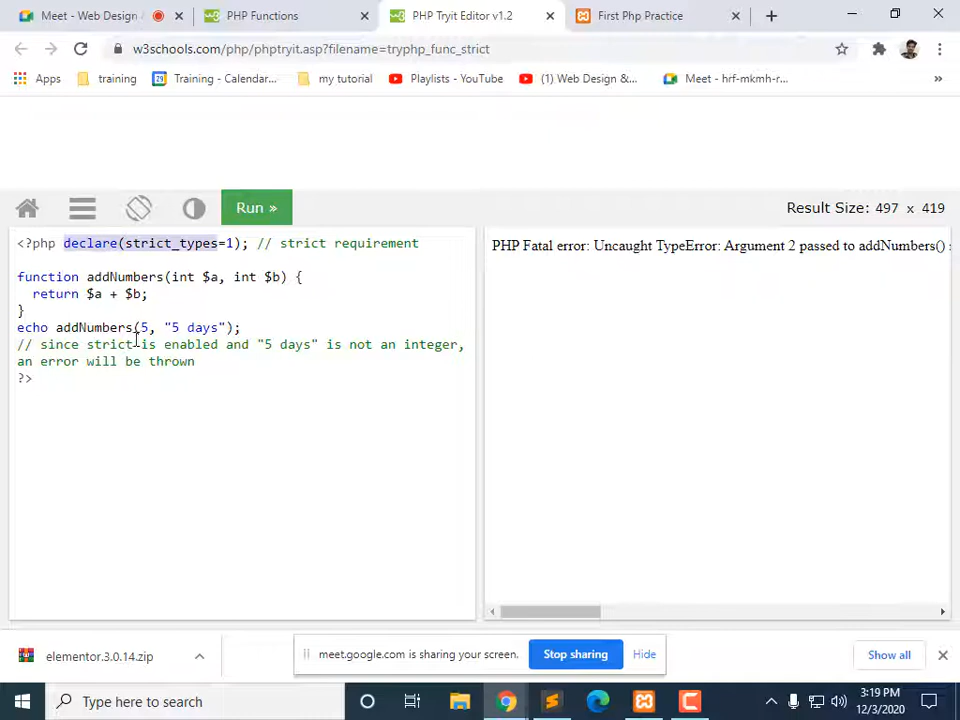 Meet - Web Design
PHP Functions
PHP Tryit Editor v1.2
First Php Practice
w3schools.com/php/phptryit.asp?filename=tryphp_func_strict
Apps
training
Training - Calendar...
my tutorial
Playlists - YouTube
(1) Web Design &...
Meet - hrf-mkmh-r...
»
Run »
Result Size: 497 x 419
<?php declare(strict_types=1); // strict requirement
function addNumbers(int $a, int $b) {
return $a + $b;
}
echo addNumbers(5, "5 days");
// since strict is enabled and "5 days" is not an integer,
an error will be thrown
?>
PHP Fatal error: Uncaught TypeError: Argument 2 passed to addNumbers()
elementor.3.0.14.zip
meet.google.com is sharing your screen.
Stop sharing
Hide
Show all
Type here to search
3:19 PM
12/3/2020